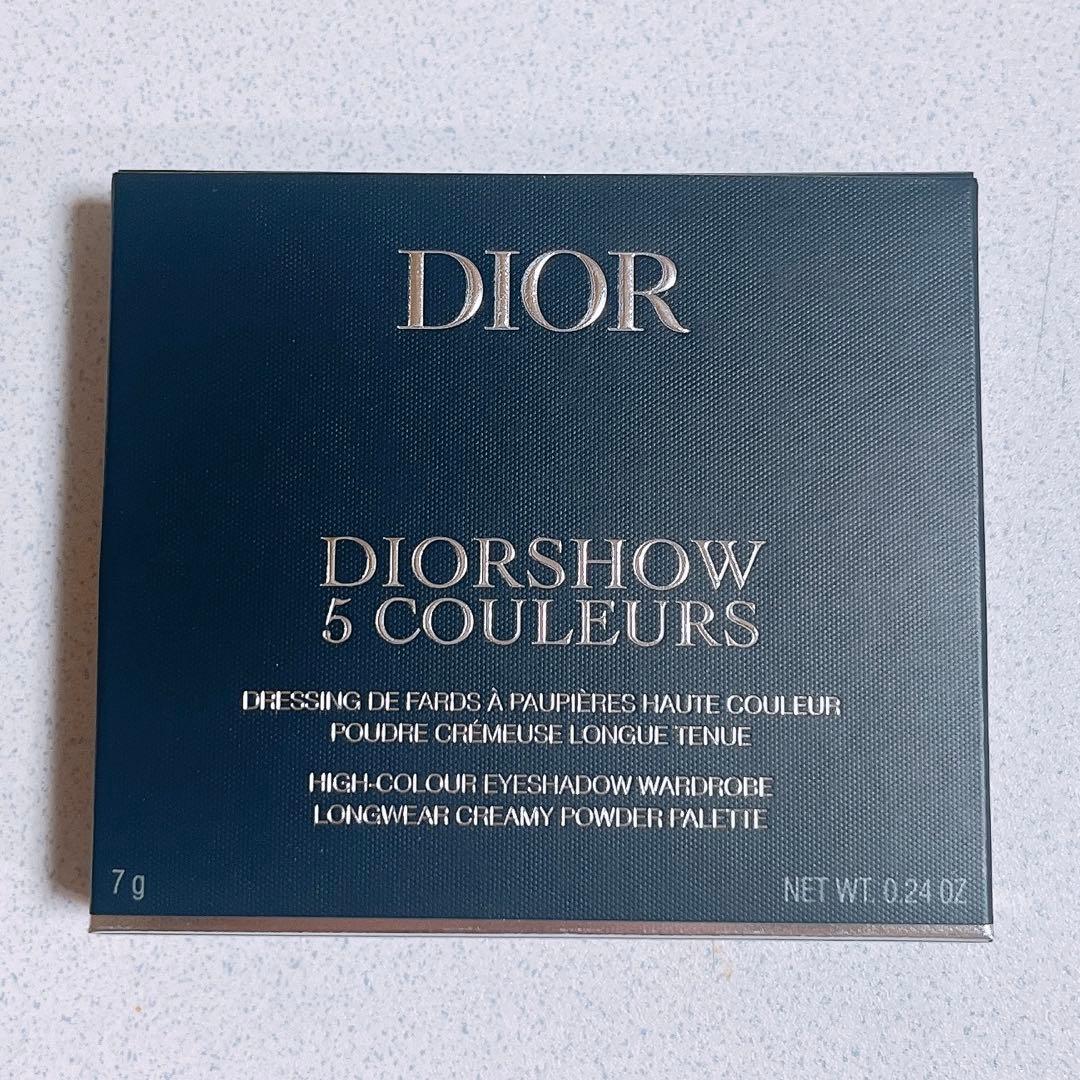 DIOR
DIORSHOW
5 COULEURS
DRESSING DE FARDS À PAUPIÈRES HAUTE COULEUR
POUDRE CRÉMEUSE LONGUE TENUE
HIGH-COLOUR EYESHADOW WARDROBE
LONGWEAR CREAMY POWDER PALETTE
7 g
NET WT. 0.24 OZ